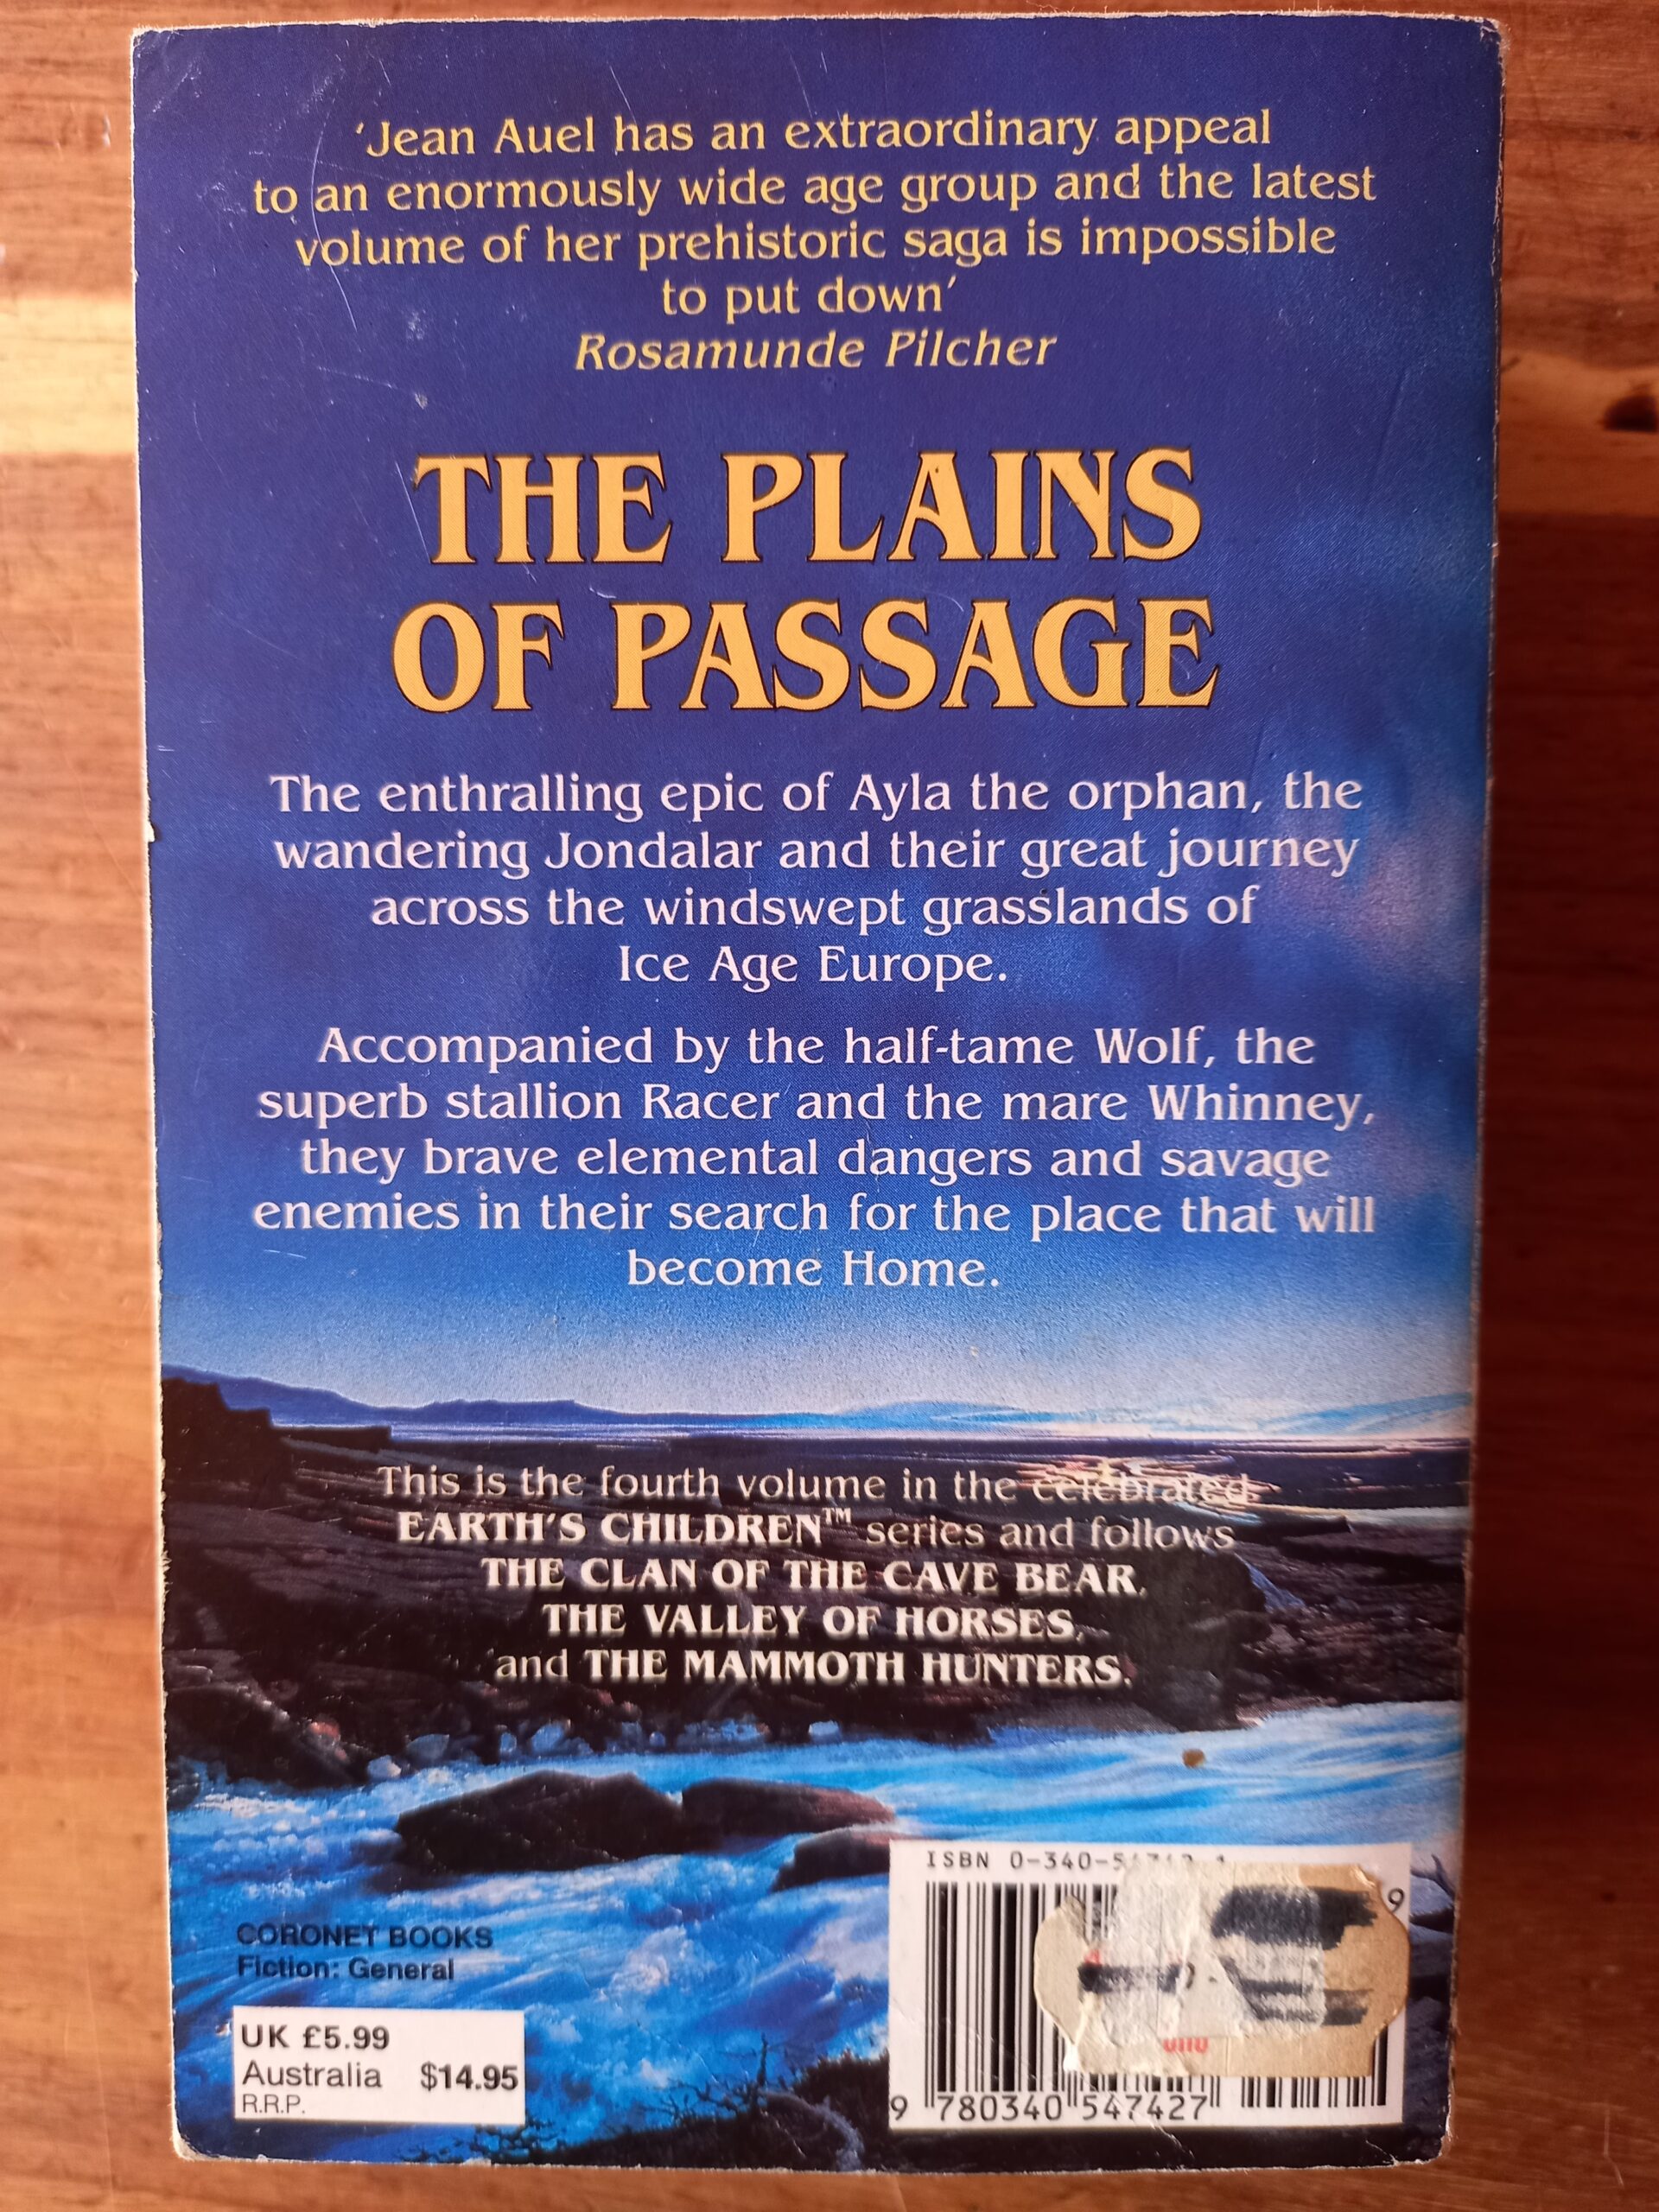 ‘Jean Auel has an extraordinary appeal
to an enormously wide age group and the latest
volume of her prehistoric saga is impossible
to put down’
Rosamunde Pilcher
THE PLAINS
OF PASSAGE
The enthralling epic of Ayla the orphan, the
wandering Jondalar and their great journey
across the windswept grasslands of
Ice Age Europe.
Accompanied by the half-tame Wolf, the
superb stallion Racer and the mare Whinney,
they brave elemental dangers and savage
enemies in their search for the place that will
become Home.
This is the fourth volume in the celebrated
EARTH'S CHILDREN™ series and follows
THE CLAN OF THE CAVE BEAR,
THE VALLEY OF HORSES,
and THE MAMMOTH HUNTERS.
CORONET BOOKS
Fiction: General
UK £5.99
Australia $14.95
R.R.P.
ISBN 0-340-
9 780340 547427